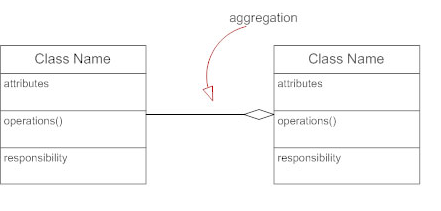 aggregation
Class Name
attributes
operations()
responsibility
Class Name
attributes
operations()
responsibility